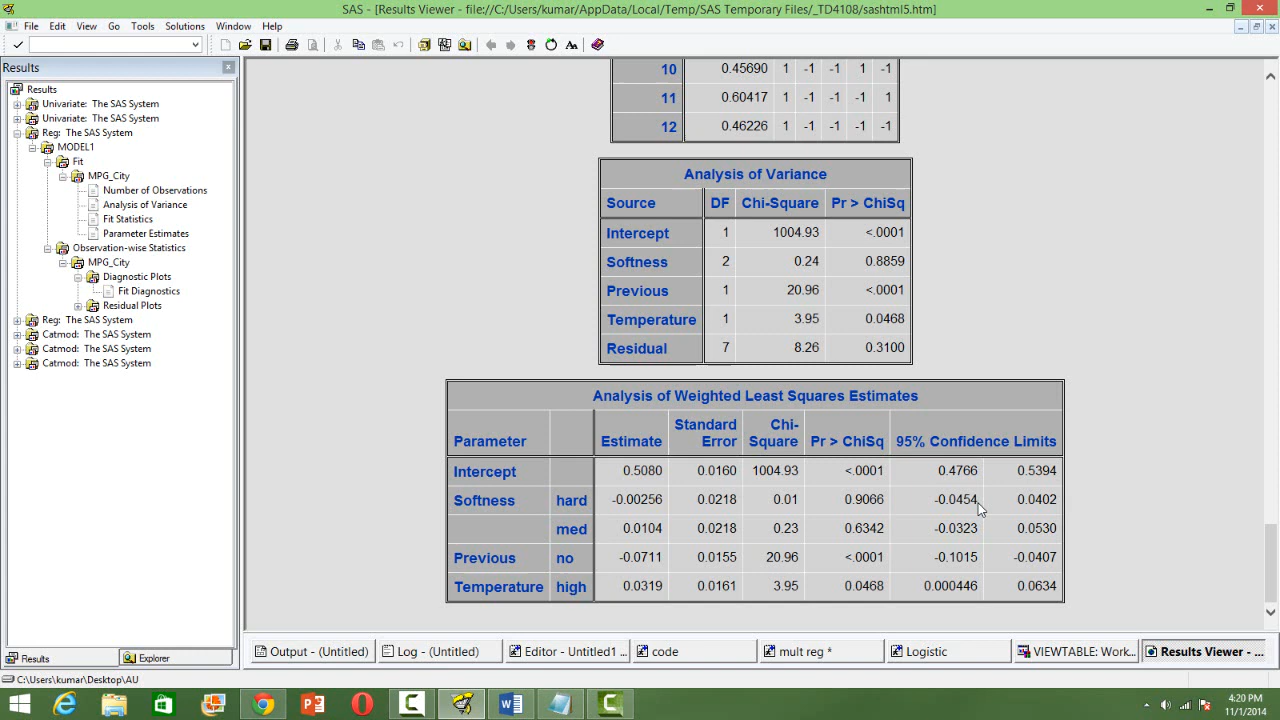 SAS - [Results Viewer - file://C:/Users/kumar/AppData/Local/Temp/SAS Temporary Files/_TD4108/sashtml5.htm]
File Edit View Go Tools Solutions Window Help
Results
Results
Univariate: The SAS System
Univariate: The SAS System
Reg: The SAS System
MODEL1
Fit
MPG_City
Number of Observations
Analysis of Variance
Fit Statistics
Parameter Estimates
Observation-wise Statistics
MPG_City
Diagnostic Plots
Fit Diagnostics
Residual Plots
Reg: The SAS System
Catmod: The SAS System
Catmod: The SAS System
Catmod: The SAS System
Results Explorer
10 0.45690 1 -1 -1 1 -1
11 0.60417 1 -1 -1 -1 1
12 0.46226 1 -1 -1 -1 -1
Analysis of Variance
Source DF Chi-Square Pr > ChiSq
Intercept 1 1004.93 <.0001
Softness 2 0.24 0.8859
Previous 1 20.96 <.0001
Temperature 1 3.95 0.0468
Residual 7 8.26 0.3100
Analysis of Weighted Least Squares Estimates
Parameter Estimate Standard Error Chi-Square Pr > ChiSq 95% Confidence Limits
Intercept 0.5080 0.0160 1004.93 <.0001 0.4766 0.5394
Softness hard -0.00256 0.0218 0.01 0.9066 -0.0454 0.0402
med 0.0104 0.0218 0.23 0.6342 -0.0323 0.0530
Previous no -0.0711 0.0155 20.96 <.0001 -0.1015 -0.0407
Temperature high 0.0319 0.0161 3.95 0.0468 0.000446 0.0634
Output - (Untitled) Log - (Untitled) Editor - Untitled1 ... code mult reg * Logistic VIEWTABLE: Work... Results Viewer - ...
C:\Users\kumar\Desktop\AU
4:20 PM
11/1/2014